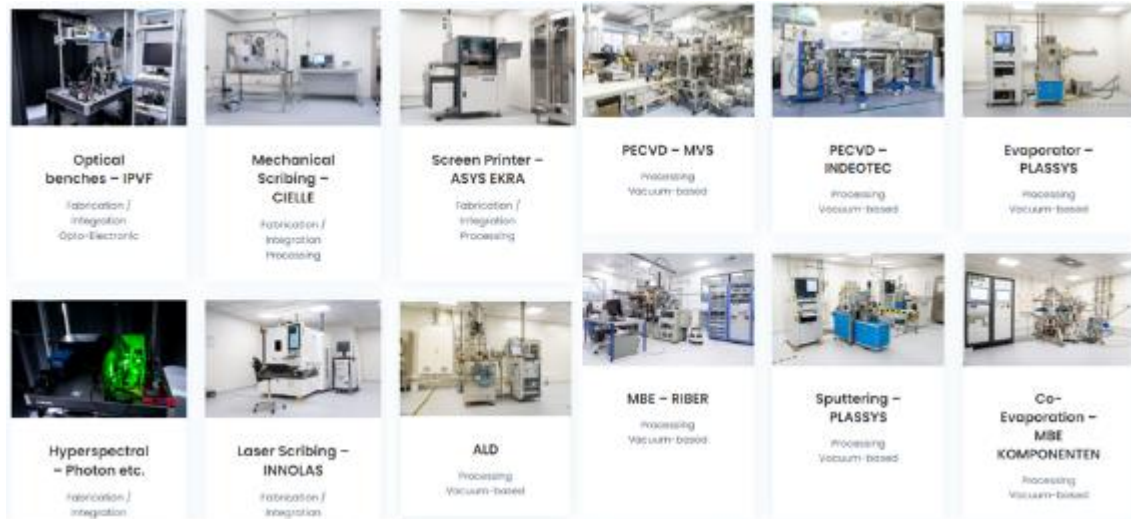 Optical
benches – IPVF
Fabrication /
Integration
Opto-Electronic
Mechanical
Scribing –
CIELLE
Fabrication /
Integration
Processing
Screen Printer –
ASYS EKRA
Fabrication /
Integration
Processing
PECVD – MVS
Processing
Vacuum-based
PECVD –
INDEOTEC
Processing
Vacuum-based
Evaporator –
PLASSYS
Processing
Vacuum-based
Hyperspectral
– Photon etc.
Fabrication /
Integration
Laser Scribing –
INNOLAS
Fabrication /
Integration
ALD
Processing
Vacuum-based
MBE – RIBER
Processing
Vacuum-based
Sputtering –
PLASSYS
Processing
Vacuum-based
Co-
Evaporation –
MBE
KOMPONENTEN
Processing
Vacuum-based